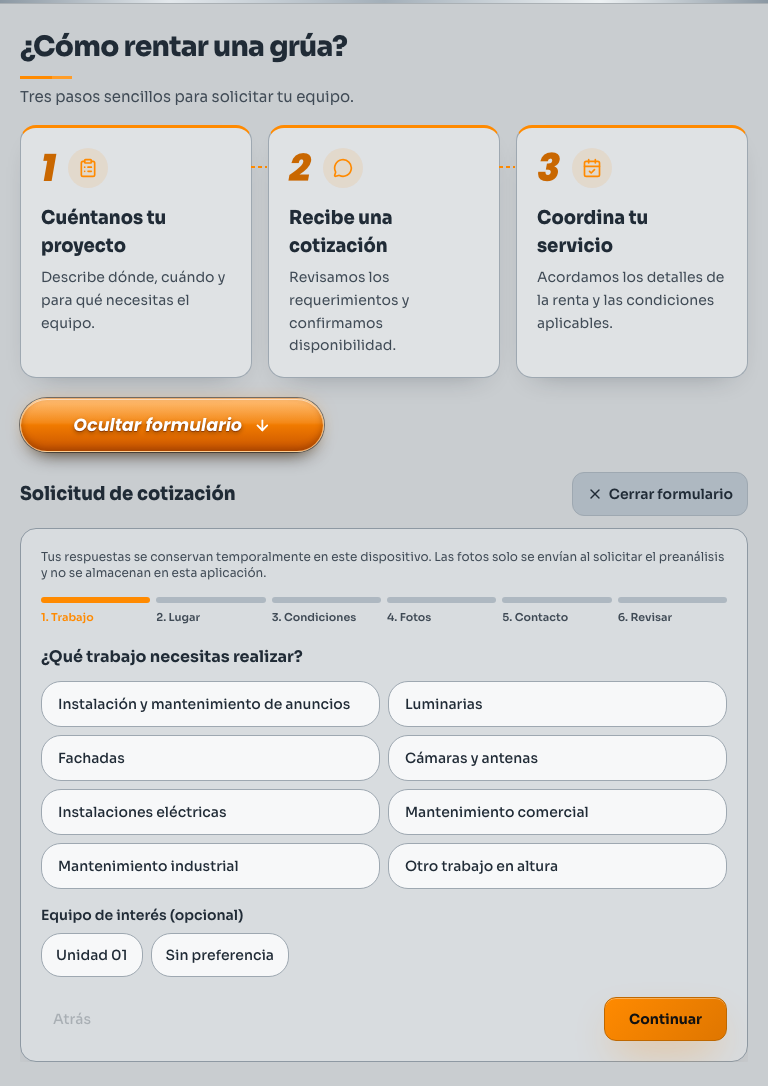 ¿Cómo rentar una grúa?
Tres pasos sencillos para solicitar tu equipo.
1
Cuéntanos tu
proyecto
Describe dónde, cuándo y
para qué necesitas el
equipo.
2
Recibe una
cotización
Revisamos los
requerimientos y
confirmamos
disponibilidad.
3
Coordina tu
servicio
Acordamos los detalles de
la renta y las condiciones
aplicables.
Ocultar formulario ↓
Solicitud de cotización
× Cerrar formulario
Tus respuestas se conservan temporalmente en este dispositivo. Las fotos solo se envían al solicitar el preanálisis
y no se almacenan en esta aplicación.
1. Trabajo
2. Lugar
3. Condiciones
4. Fotos
5. Contacto
6. Revisar
¿Qué trabajo necesitas realizar?
Instalación y mantenimiento de anuncios
Luminarias
Fachadas
Cámaras y antenas
Instalaciones eléctricas
Mantenimiento comercial
Mantenimiento industrial
Otro trabajo en altura
Equipo de interés (opcional)
Unidad 01
Sin preferencia
Atrás
Continuar